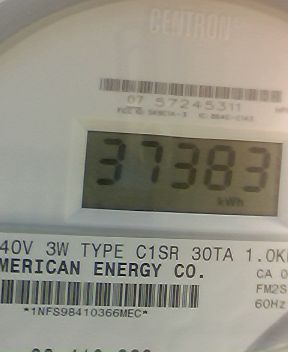 CENTRON
07 57245311
37383
kWh
40V 3W TYPE C1SR 30TA 1.0K
MERICAN ENERGY CO.
CA 0
FM2S
60Hz
*1NFS98410366MEC*